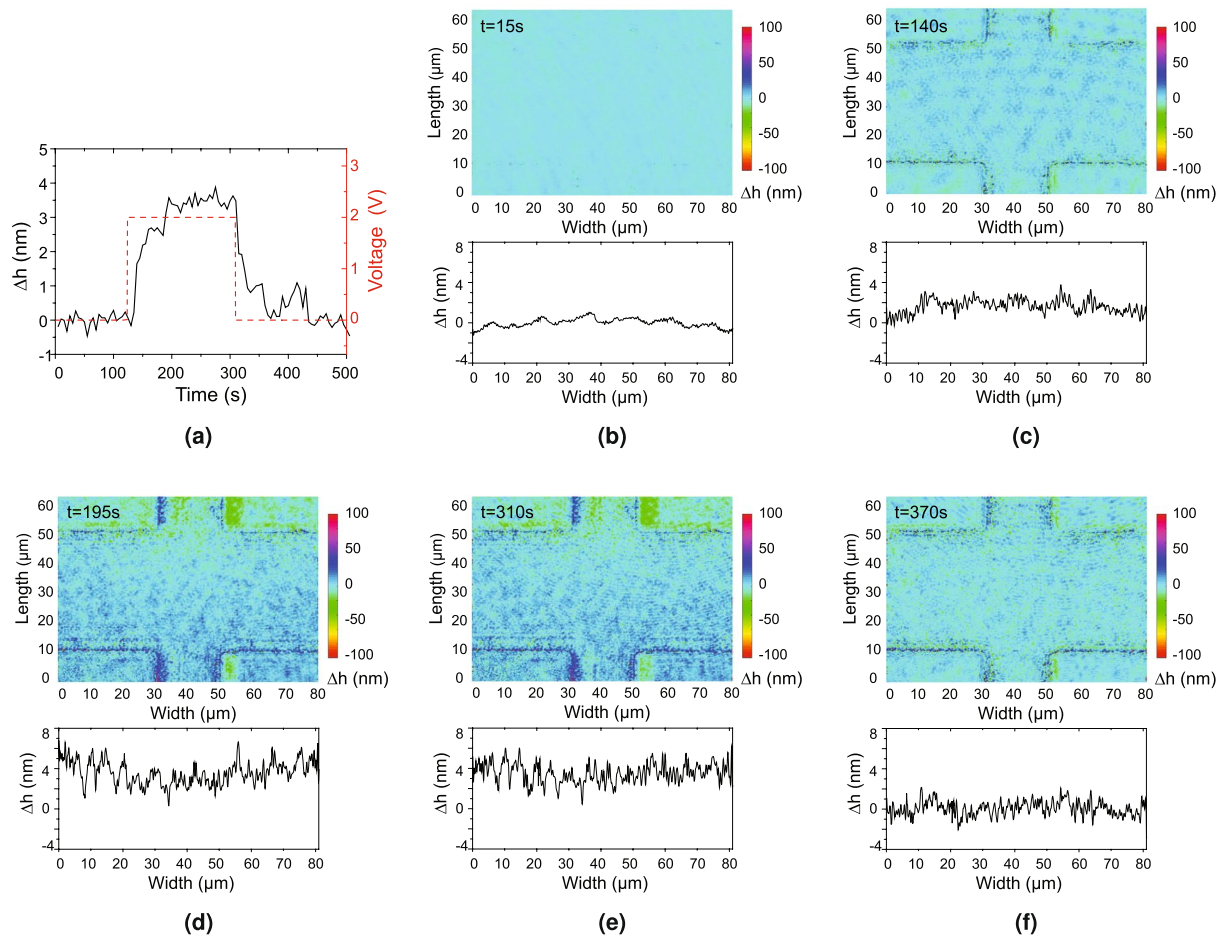 5
4
3
2
1
0
-1
Δh (nm)
0 100 200 300 400 500
Time (s)
3
2
1
0
Voltage (V)
(a)
t=15s
60
50
40
30
20
10
0
Length (µm)
0 10 20 30 40 50 60 70 80
Width (µm)
100
50
0
-50
-100
Δh (nm)
8
4
0
-4
Δh (nm)
0 10 20 30 40 50 60 70 80
Width (µm)
(b)
t=140s
60
50
40
30
20
10
0
Length (µm)
0 10 20 30 40 50 60 70 80
Width (µm)
100
50
0
-50
-100
Δh (nm)
8
4
0
-4
Δh (nm)
0 10 20 30 40 50 60 70 80
Width (µm)
(c)
t=195s
60
50
40
30
20
10
0
Length (µm)
0 10 20 30 40 50 60 70 80
Width (µm)
100
50
0
-50
-100
Δh (nm)
8
4
0
-4
Δh (nm)
0 10 20 30 40 50 60 70 80
Width (µm)
(d)
t=310s
60
50
40
30
20
10
0
Length (µm)
0 10 20 30 40 50 60 70 80
Width (µm)
100
50
0
-50
-100
Δh (nm)
8
4
0
-4
Δh (nm)
0 10 20 30 40 50 60 70 80
Width (µm)
(e)
t=370s
60
50
40
30
20
10
0
Length (µm)
0 10 20 30 40 50 60 70 80
Width (µm)
100
50
0
-50
-100
Δh (nm)
8
4
0
-4
Δh (nm)
0 10 20 30 40 50 60 70 80
Width (µm)
(f)